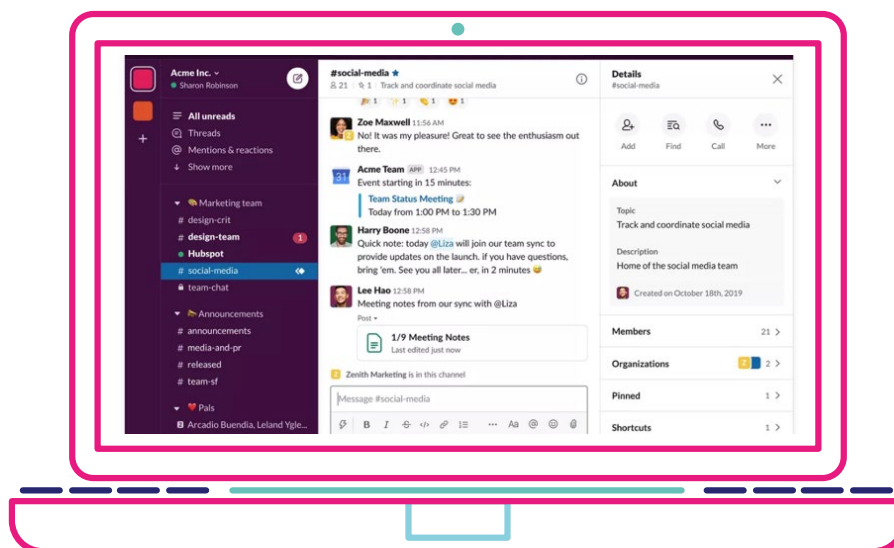 Acme Inc.
Sharon Robinson
All unreads
Threads
Mentions & reactions
Show more
Marketing team
# design-crit
# design-team 1
Hubspot
# social-media
team-chat
Announcements
# announcements
# media-and-pr
# released
# team-sf
Pals
2 Arcadio Buendia, Leland Ygle...
#social-media
21 | 1 | Track and coordinate social media
1 1 1 1
Zoe Maxwell 11:56 AM
No! It was my pleasure! Great to see the enthusiasm out
there.
31
Acme Team APP 12:45 PM
Event starting in 15 minutes:
Team Status Meeting
Today from 1:00 PM to 1:30 PM
Harry Boone 12:58 PM
Quick note: today @Liza will join our team sync to
provide updates on the launch. if you have questions,
bring 'em. See you all later... er, in 2 minutes
Lee Hao 12:58 PM
Meeting notes from our sync with @Liza
Post
1/9 Meeting Notes
Last edited just now
Z Zenith Marketing is in this channel
Message #social-media
B I S </> ... Aa @
Details
#social-media
Add Find Call More
About
Topic
Track and coordinate social media
Description
Home of the social media team
Created on October 18th, 2019
Members 21 >
Organizations Z 2 >
Pinned 1 >
Shortcuts 1 >